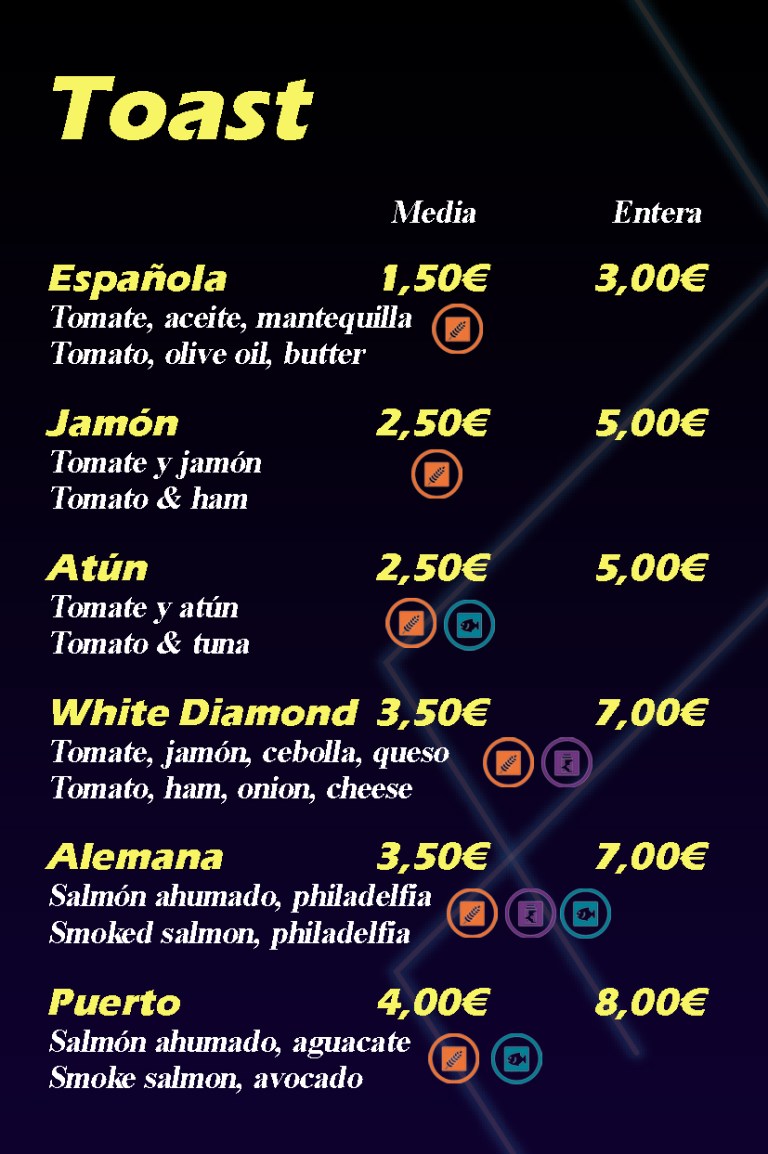 Toast
Media Entera
Española 1,50€ 3,00€
Tomate, aceite, mantequilla
Tomato, olive oil, butter
Jamón 2,50€ 5,00€
Tomate y jamón
Tomato & ham
Atún 2,50€ 5,00€
Tomate y atún
Tomato & tuna
White Diamond 3,50€ 7,00€
Tomate, jamón, cebolla, queso
Tomato, ham, onion, cheese
Alemana 3,50€ 7,00€
Salmón ahumado, philadelfia
Smoked salmon, philadelfia
Puerto 4,00€ 8,00€
Salmón ahumado, aguacate
Smoke salmon, avocado